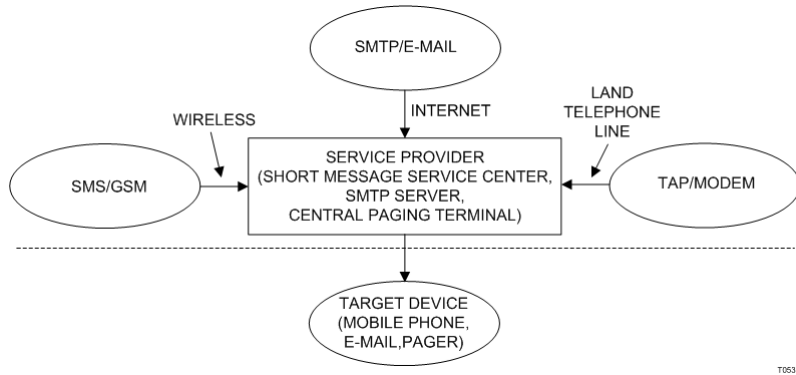 SMTP/E-MAIL
INTERNET
WIRELESS
LAND
TELEPHONE
LINE
SMS/GSM
SERVICE PROVIDER
(SHORT MESSAGE SERVICE CENTER,
SMTP SERVER,
CENTRAL PAGING TERMINAL)
TAP/MODEM
TARGET DEVICE
(MOBILE PHONE,
E-MAIL,PAGER)
T053